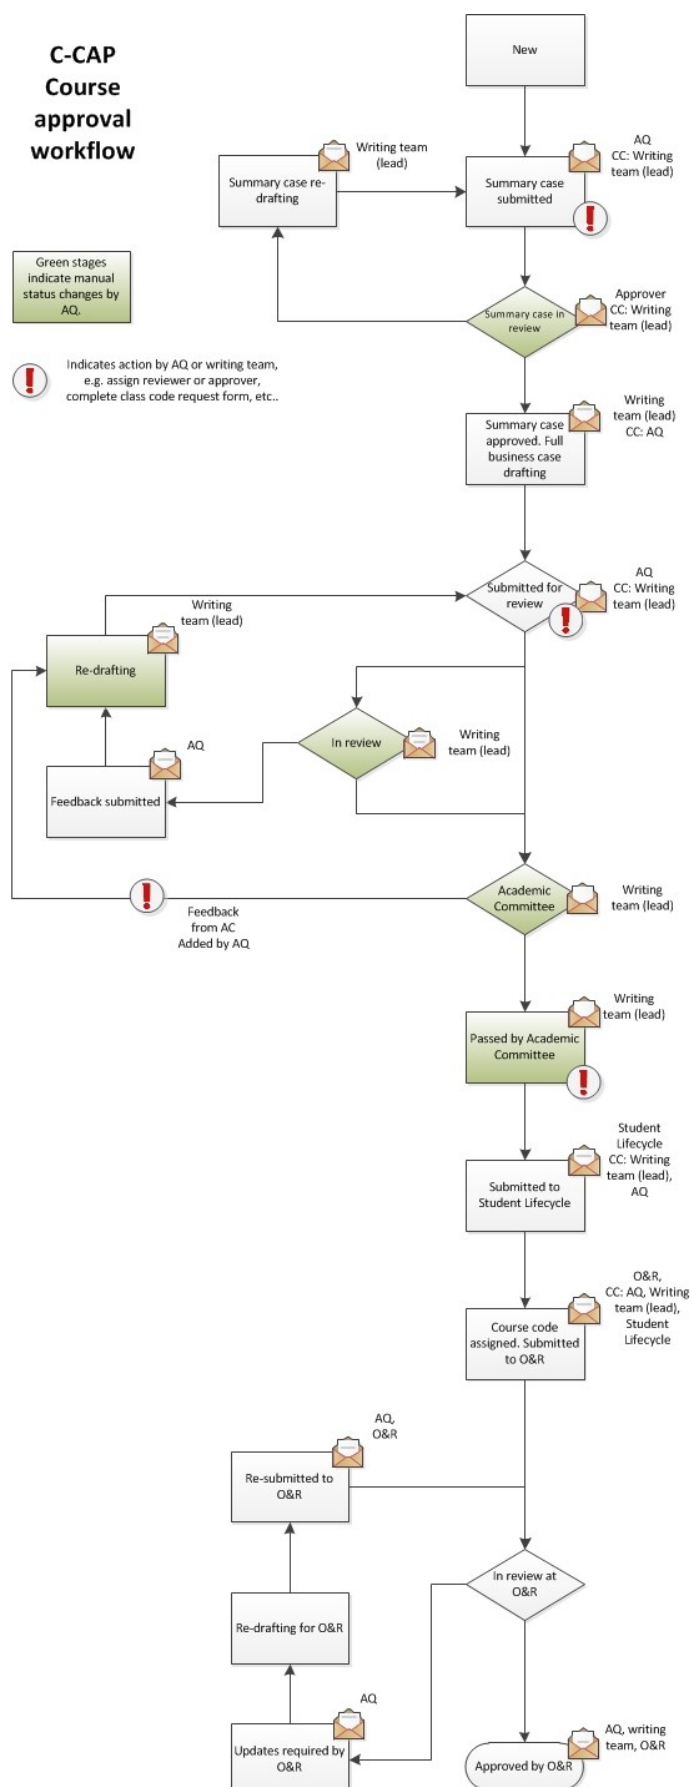 C-CAP
Course
approval
workflow
New
AQ
CC: Writing
team (lead)
Writing team
(lead)
Summary case re-
drafting
Summary case
submitted
Green stages
indicate manual
status changes by
AQ.
Approver
CC: Writing
team (lead)
Summary case in
review
Indicates action by AQ or writing team,
e.g. assign reviewer or approver,
complete class code request form, etc..
Writing
team (lead)
CC: AQ
Summary case
approved. Full
business case
drafting
AQ
CC: Writing
team (lead)
Submitted for
review
Writing
team (lead)
Re-drafting
In review
Writing
team (lead)
AQ
Feedback submitted
Academic
Committee
Writing
team (lead)
Feedback
from AC
Added by AQ
Writing
team (lead)
Passed by Academic
Committee
Student
Lifecycle
CC: Writing
team (lead),
AQ
Submitted to
Student Lifecycle
O&R,
CC: AQ, Writing
team (lead),
Student
Lifecycle
Course code
assigned. Submitted
to O&R
AQ,
O&R
Re-submitted to
O&R
In review at
O&R
Re-drafting for O&R
AQ
Updates required by
O&R
AQ, writing
team, O&R
Approved by O&R